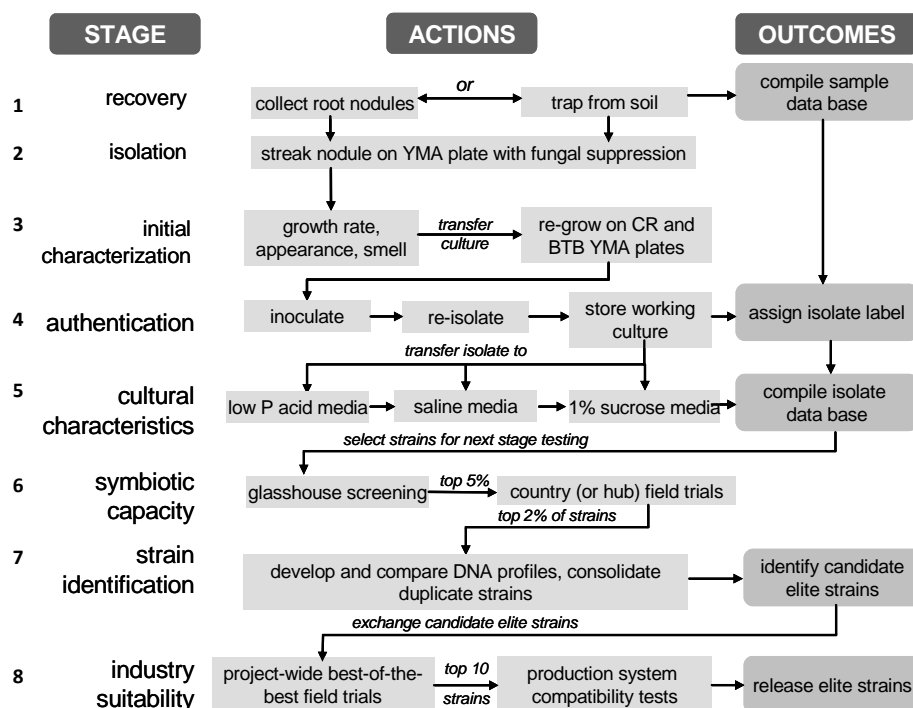 STAGE
ACTIONS
OUTCOMES
1
recovery
collect root nodules
or
trap from soil
compile sample
data base
2
isolation
streak nodule on YMA plate with fungal suppression
3
initial
characterization
growth rate,
appearance, smell
transfer
culture
re-grow on CR and
BTB YMA plates
4
authentication
inoculate
re-isolate
store working
culture
assign isolate label
transfer isolate to
5
cultural
characteristics
low P acid media
saline media
1% sucrose media
compile isolate
data base
select strains for next stage testing
6
symbiotic
capacity
glasshouse screening
top 5%
country (or hub) field trials
top 2% of strains
7
strain
identification
develop and compare DNA profiles, consolidate
duplicate strains
identify candidate
elite strains
exchange candidate elite strains
8
industry
suitability
project-wide best-of-the-
best field trials
top 10
strains
production system
compatibility tests
release elite strains